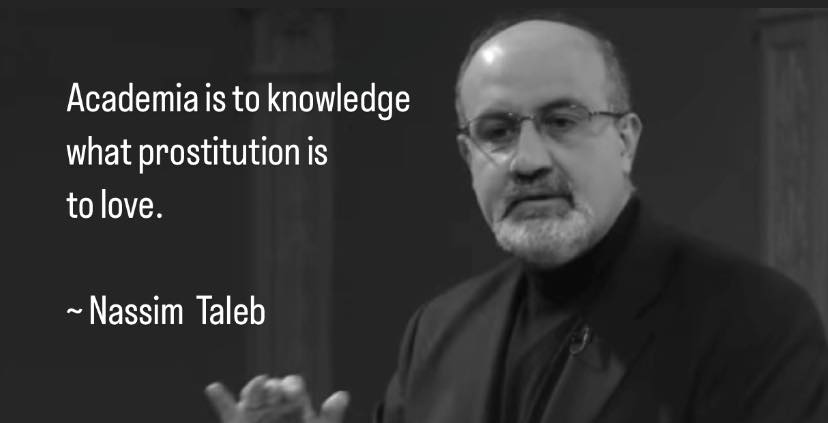 Academia is to knowledge
what prostitution is
to love.
~ Nassim Taleb